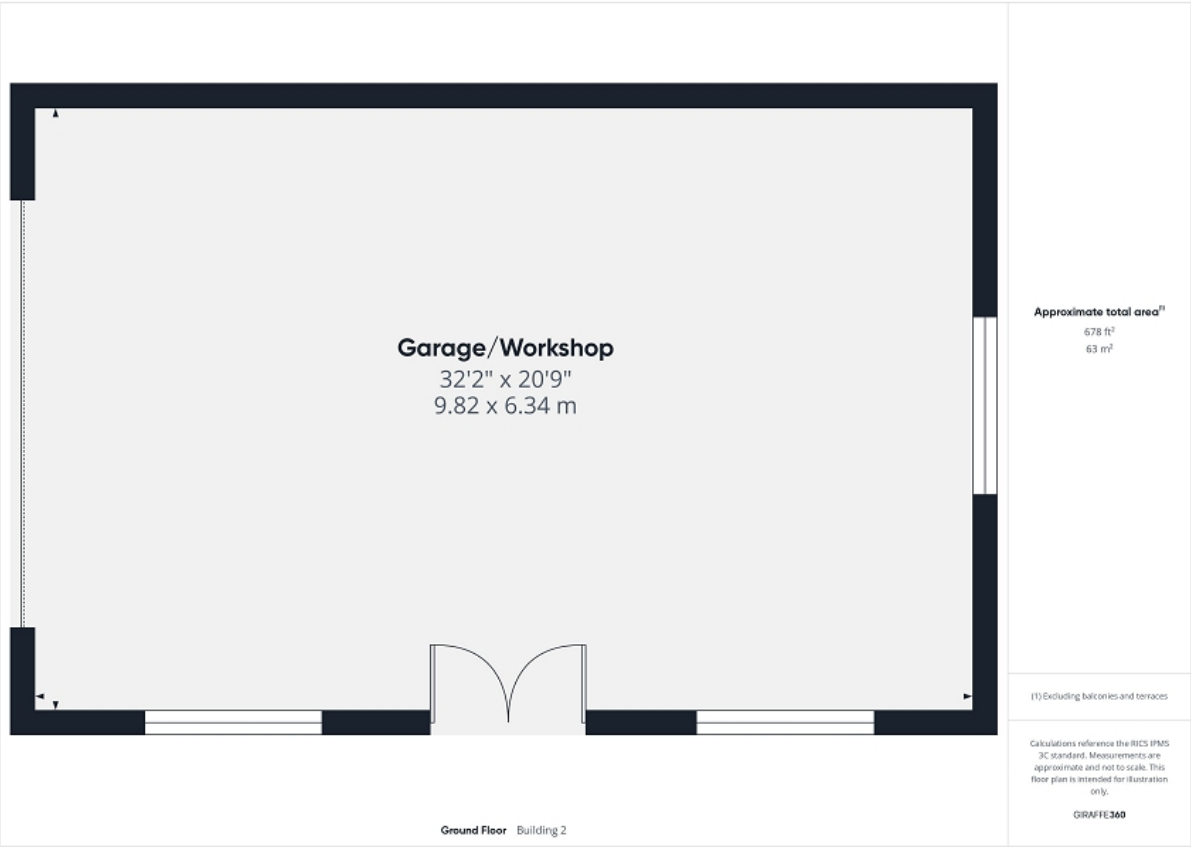 Garage/Workshop
32'2" x 20'9"
9.82 x 6.34 m
Ground Floor Building 2
Approximate total area(1)
678 ft²
63 m²
(1) Excluding balconies and terraces
Calculations reference the RICS IPMS
3C standard. Measurements are
approximate and not to scale. This
floor plan is intended for illustration
only.
GIRAFFE360